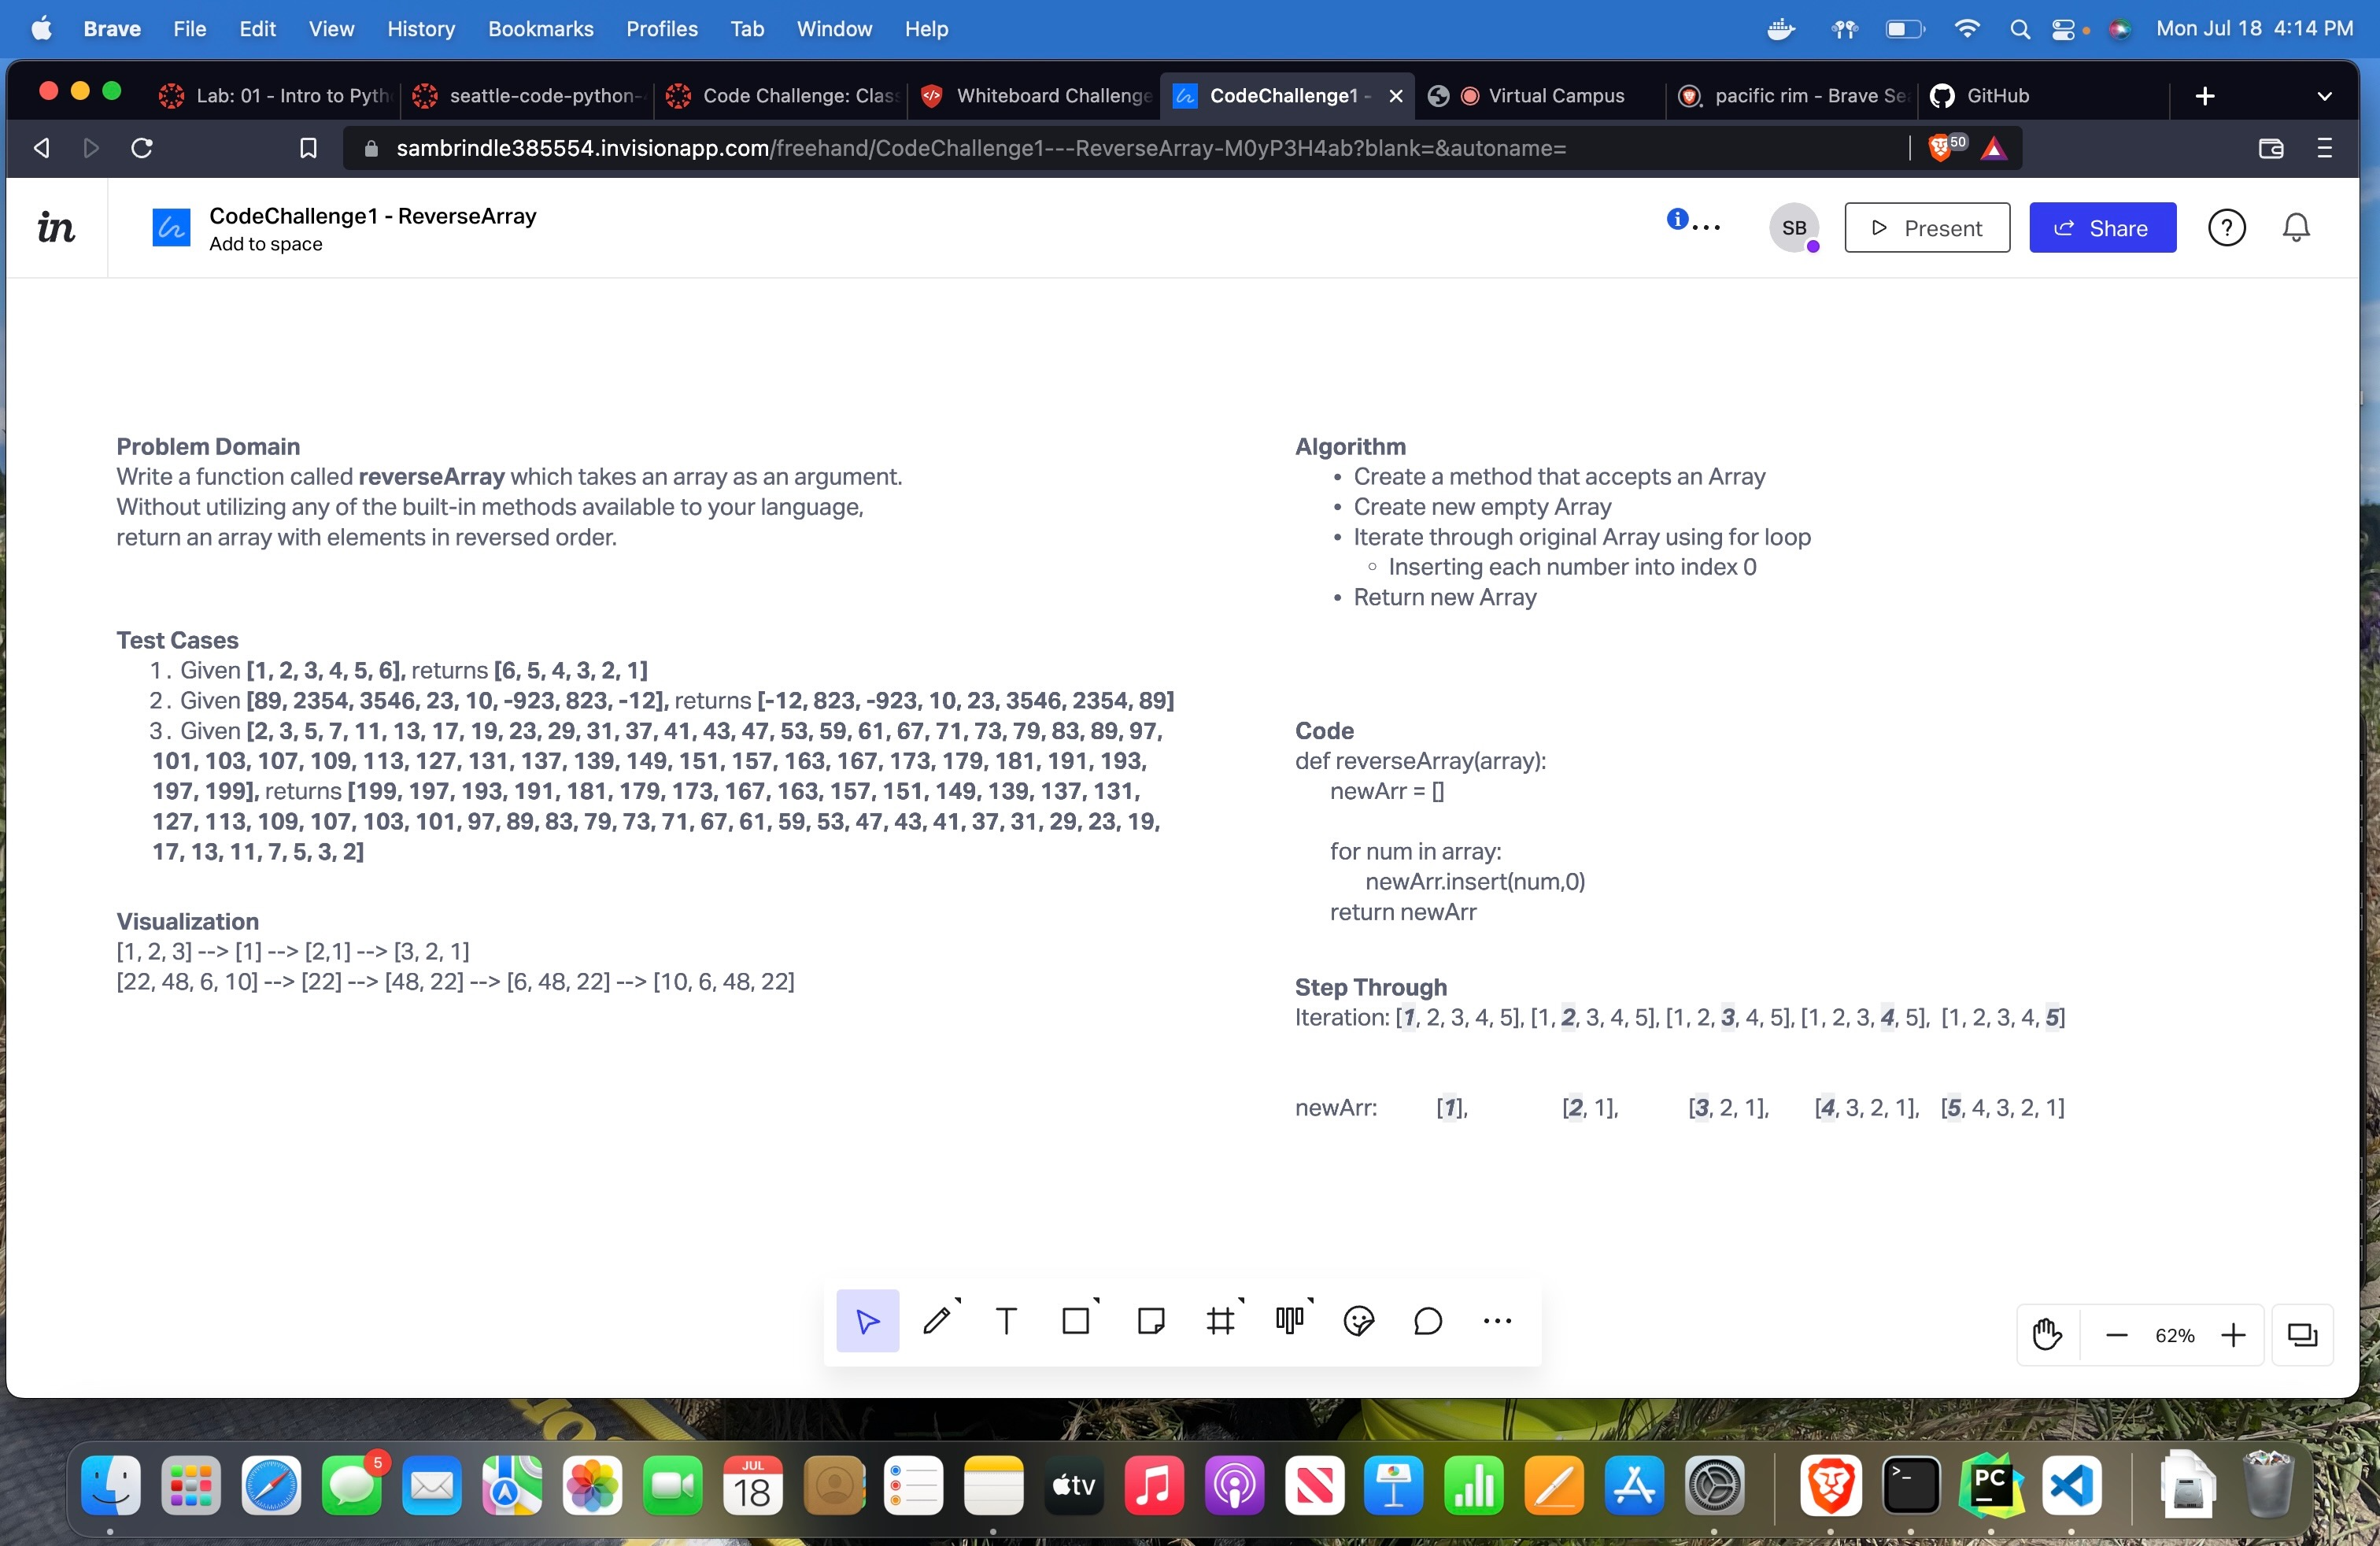 Brave File Edit View History Bookmarks Profiles Tab Window Help Mon Jul 18 4:14 PM
Lab: 01 - Intro to Pyth seattle-code-python- Code Challenge: Class Whiteboard Challenge CodeChallenge1 - Virtual Campus pacific rim - Brave Sea GitHub
sambrindle385554.invisionapp.com/freehand/CodeChallenge1---ReverseArray-M0yP3H4ab?blank=&autoname= 50
in
CodeChallenge1 - ReverseArray
Add to space
SB Present Share ?
Problem Domain
Write a function called reverseArray which takes an array as an argument.
Without utilizing any of the built-in methods available to your language,
return an array with elements in reversed order.
Test Cases
1. Given [1, 2, 3, 4, 5, 6], returns [6, 5, 4, 3, 2, 1]
2. Given [89, 2354, 3546, 23, 10, -923, 823, -12], returns [-12, 823, -923, 10, 23, 3546, 2354, 89]
3. Given [2, 3, 5, 7, 11, 13, 17, 19, 23, 29, 31, 37, 41, 43, 47, 53, 59, 61, 67, 71, 73, 79, 83, 89, 97,
101, 103, 107, 109, 113, 127, 131, 137, 139, 149, 151, 157, 163, 167, 173, 179, 181, 191, 193,
197, 199], returns [199, 197, 193, 191, 181, 179, 173, 167, 163, 157, 151, 149, 139, 137, 131,
127, 113, 109, 107, 103, 101, 97, 89, 83, 79, 73, 71, 67, 61, 59, 53, 47, 43, 41, 37, 31, 29, 23, 19,
17, 13, 11, 7, 5, 3, 2]
Visualization
[1, 2, 3] --> [1] --> [2,1] --> [3, 2, 1]
[22, 48, 6, 10] --> [22] --> [48, 22] --> [6, 48, 22] --> [10, 6, 48, 22]
Algorithm
• Create a method that accepts an Array
• Create new empty Array
• Iterate through original Array using for loop
◦ Inserting each number into index 0
• Return new Array
Code
def reverseArray(array):
newArr = []
for num in array:
newArr.insert(num,0)
return newArr
Step Through
Iteration: [1, 2, 3, 4, 5], [1, 2, 3, 4, 5], [1, 2, 3, 4, 5], [1, 2, 3, 4, 5], [1, 2, 3, 4, 5]
newArr: [1], [2, 1], [3, 2, 1], [4, 3, 2, 1], [5, 4, 3, 2, 1]
62%
5 JUL 18 tv PC